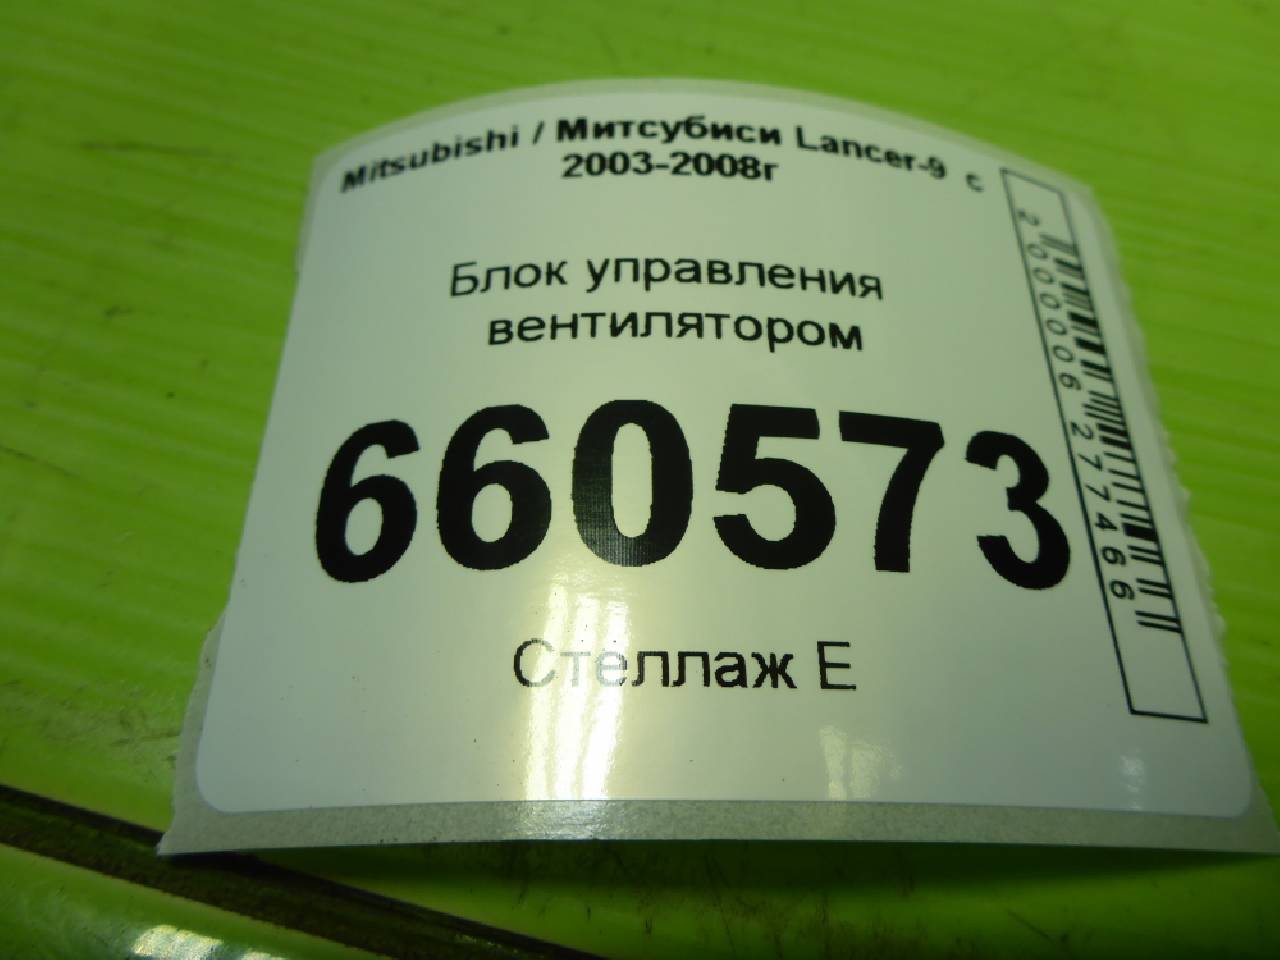 Mitsubishi / Митсубиси Lancer-9 с
2003-2008г
Блок управления
вентилятором
660573
Стеллаж Е
2000006277466